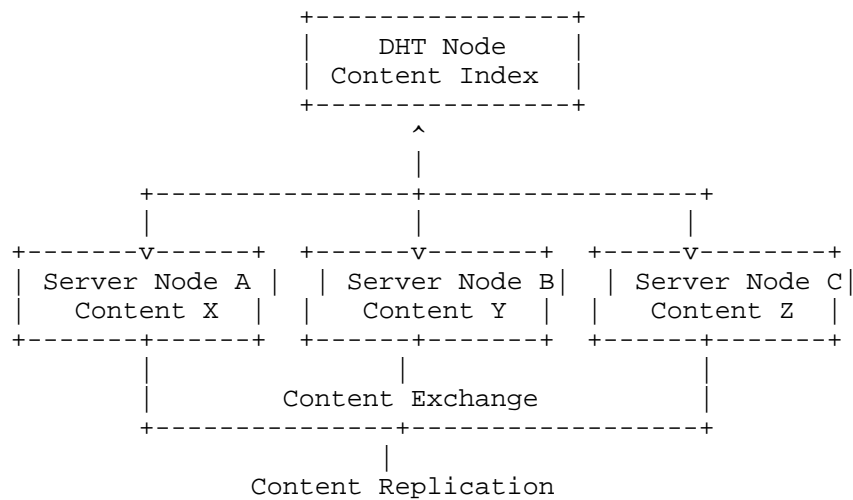 DHT Node
Content Index
Server Node A
Server Node B
Server Node C
Content X
Content Y
Content Z
Content Exchange
Content Replication